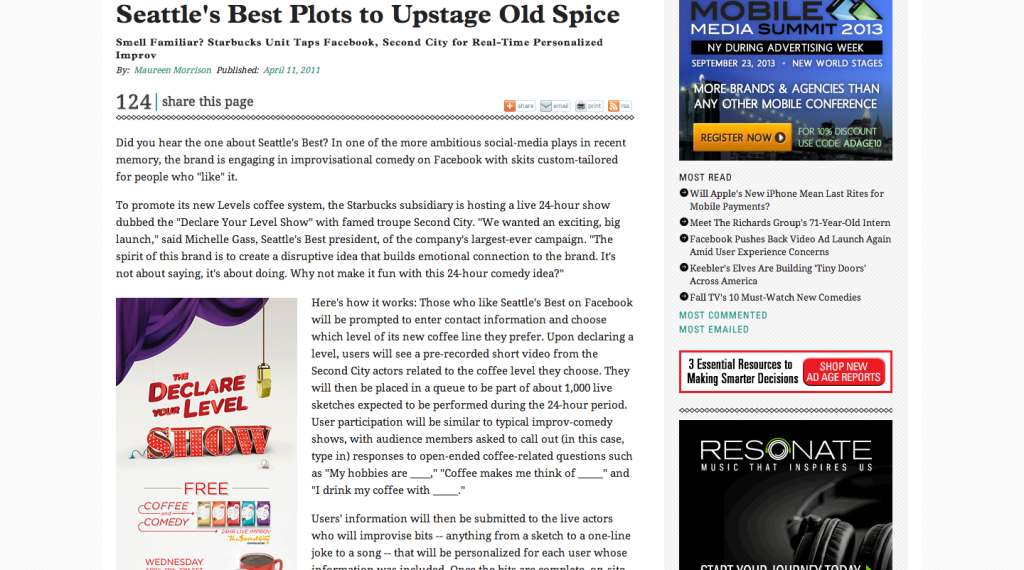 Seattle's Best Plots to Upstage Old Spice
Smell Familiar? Starbucks Unit Taps Facebook, Second City for Real-Time Personalized
Improv
By: Maureen Morrison Published: April 11, 2011
124 share this page
share email print rss
Did you hear the one about Seattle's Best? In one of the more ambitious social-media plays in recent
memory, the brand is engaging in improvisational comedy on Facebook with skits custom-tailored
for people who "like" it.
To promote its new Levels coffee system, the Starbucks subsidiary is hosting a live 24-hour show
dubbed the "Declare Your Level Show" with famed troupe Second City. "We wanted an exciting, big
launch," said Michelle Gass, Seattle's Best president, of the company's largest-ever campaign. "The
spirit of this brand is to create a disruptive idea that builds emotional connection to the brand. It's
not about saying, it's about doing. Why not make it fun with this 24-hour comedy idea?"
THE
DECLARE
YOUR LEVEL
SHOW
FREE
COFFEE
and
COMEDY
24HR LIVE IMPROV
The Second City
WEDNESDAY
Here's how it works: Those who like Seattle's Best on Facebook
will be prompted to enter contact information and choose
which level of its new coffee line they prefer. Upon declaring a
level, users will see a pre-recorded short video from the
Second City actors related to the coffee level they choose. They
will then be placed in a queue to be part of about 1,000 live
sketches expected to be performed during the 24-hour period.
User participation will be similar to typical improv-comedy
shows, with audience members asked to call out (in this case,
type in) responses to open-ended coffee-related questions such
as "My hobbies are ____," "Coffee makes me think of _____" and
"I drink my coffee with _____."
Users' information will then be submitted to the live actors
who will improvise bits -- anything from a sketch to a one-line
joke to a song -- that will be personalized for each user whose
information was included. Once the bits are complete, on-site
MOBILE
MEDIA SUMMIT 2013
NY DURING ADVERTISING WEEK
SEPTEMBER 23, 2013 • NEW WORLD STAGES
MORE BRANDS & AGENCIES THAN
ANY OTHER MOBILE CONFERENCE
REGISTER NOW
FOR 10% DISCOUNT
USE CODE: ADAGE10
MOST READ
Will Apple's New iPhone Mean Last Rites for
Mobile Payments?
Meet The Richards Group's 71-Year-Old Intern
Facebook Pushes Back Video Ad Launch Again
Amid User Experience Concerns
Keebler's Elves Are Building 'Tiny Doors'
Across America
Fall TV's 10 Must-Watch New Comedies
MOST COMMENTED
MOST EMAILED
3 Essential Resources to
Making Smarter Decisions
SHOP NEW
AD AGE REPORTS
RESONATE
MUSIC THAT INSPIRES US
START YOUR JOURNEY TODAY